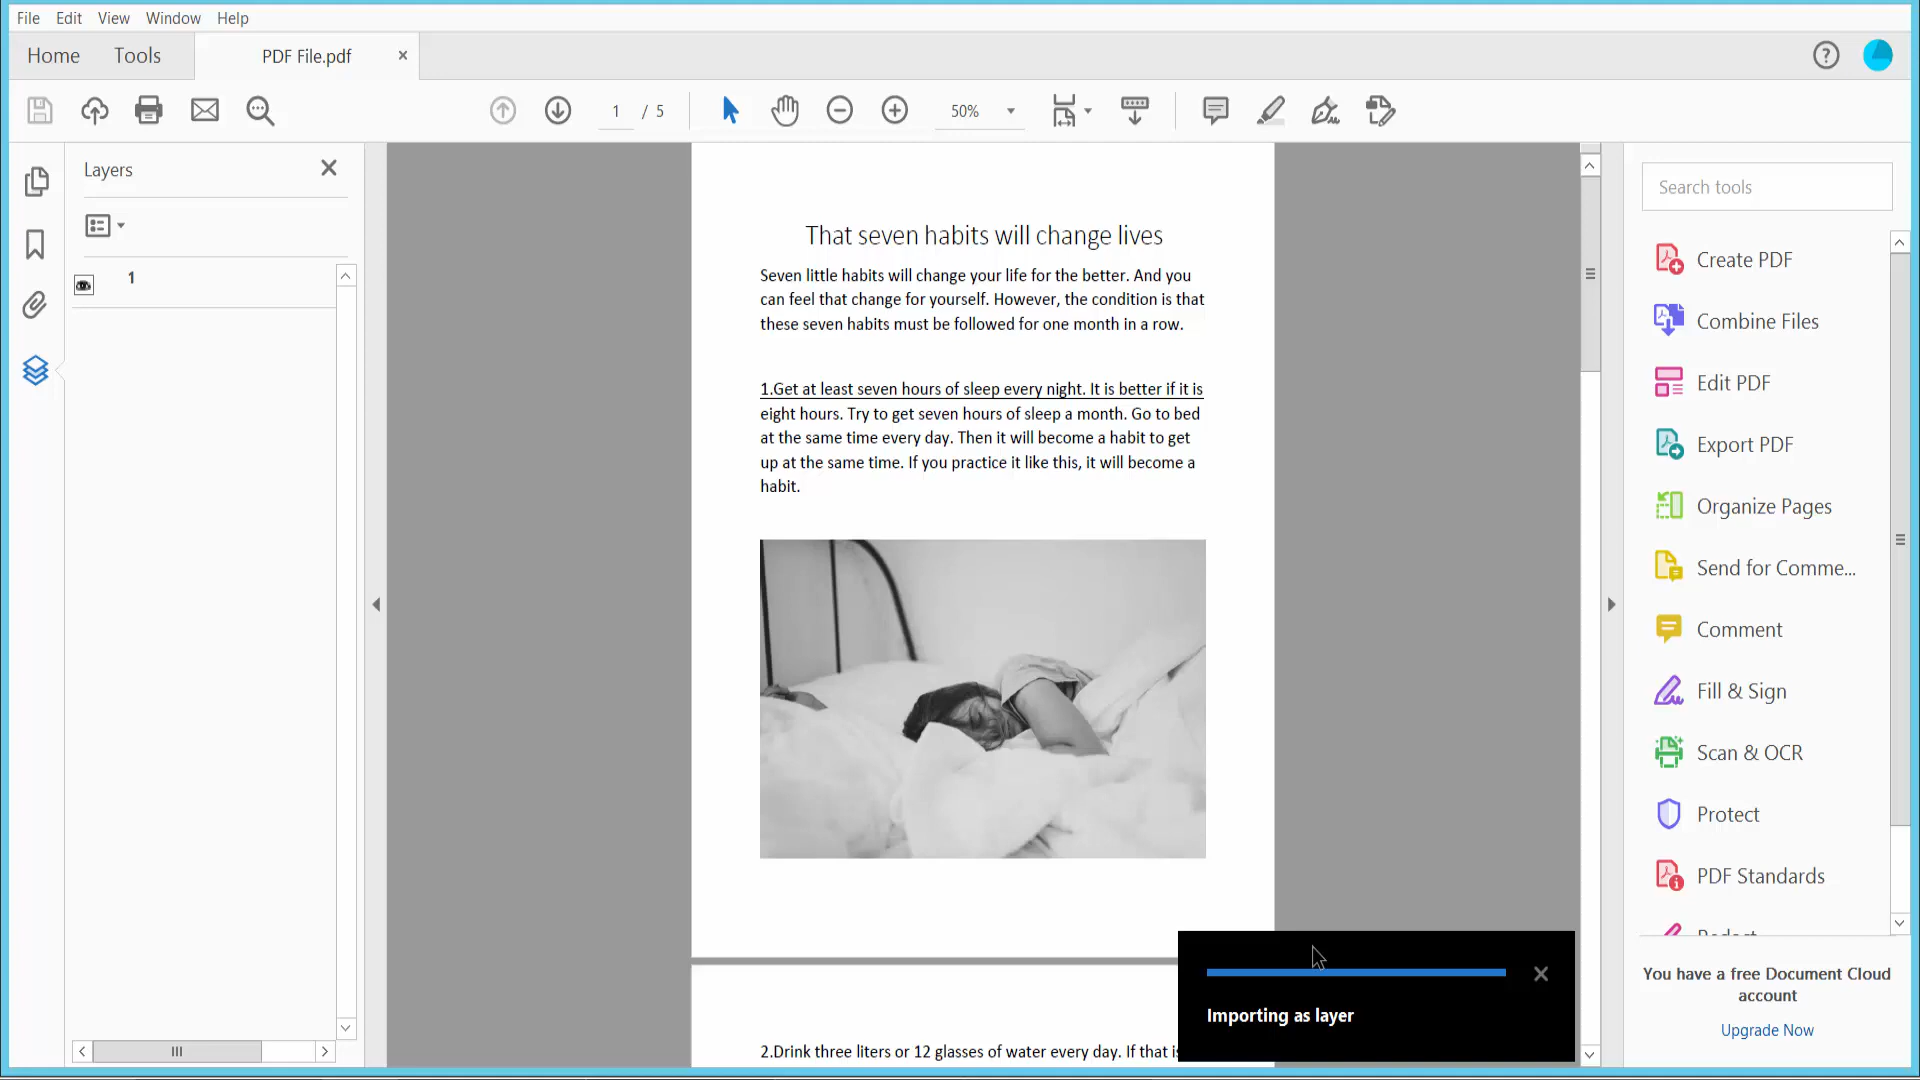 File Edit View Window Help
Home Tools PDF File.pdf
1 / 5 50%
Layers
1
That seven habits will change lives
Seven little habits will change your life for the better. And you
can feel that change for yourself. However, the condition is that
these seven habits must be followed for one month in a row.
1.Get at least seven hours of sleep every night. It is better if it is
eight hours. Try to get seven hours of sleep a month. Go to bed
at the same time every day. Then it will become a habit to get
up at the same time. If you practice it like this, it will become a
habit.
2.Drink three liters or 12 glasses of water every day. If that is
Importing as layer
Search tools
Create PDF
Combine Files
Edit PDF
Export PDF
Organize Pages
Send for Comme...
Comment
Fill & Sign
Scan & OCR
Protect
PDF Standards
You have a free Document Cloud
account
Upgrade Now